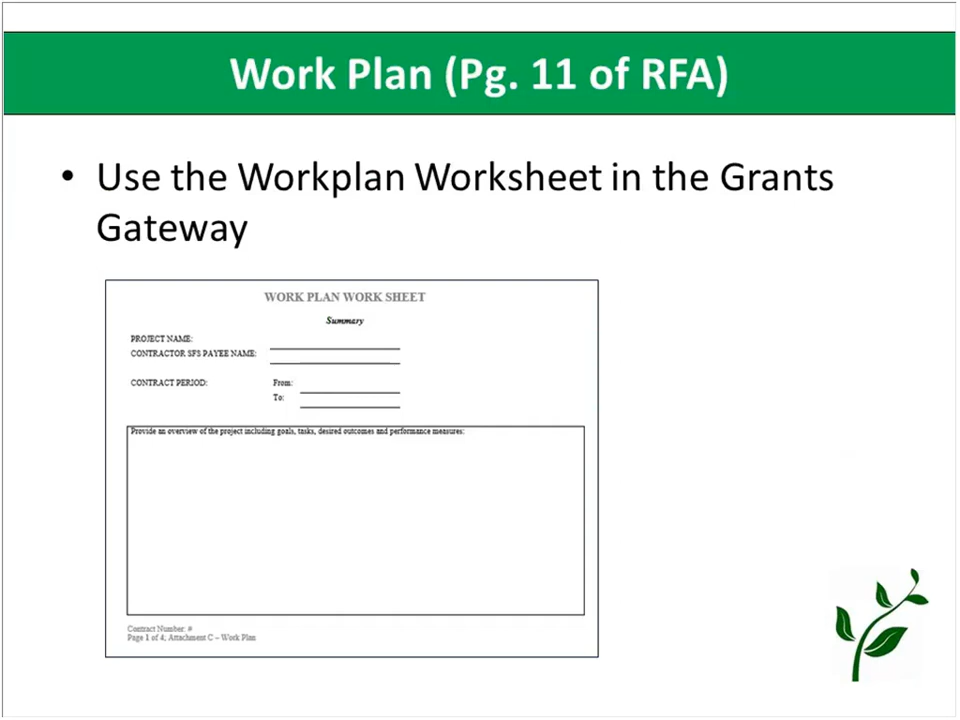 Work Plan (Pg. 11 of RFA)
• Use the Workplan Worksheet in the Grants
Gateway
WORK PLAN WORK SHEET
Summary
PROJECT NAME:
CONTRACTOR SFS PAYEE NAME:
CONTRACT PERIOD: From:
To:
Provide an overview of the project including goals, tasks, desired outcomes and performance measures:
Contract Number: #
Page 1 of 4; Attachment C – Work Plan